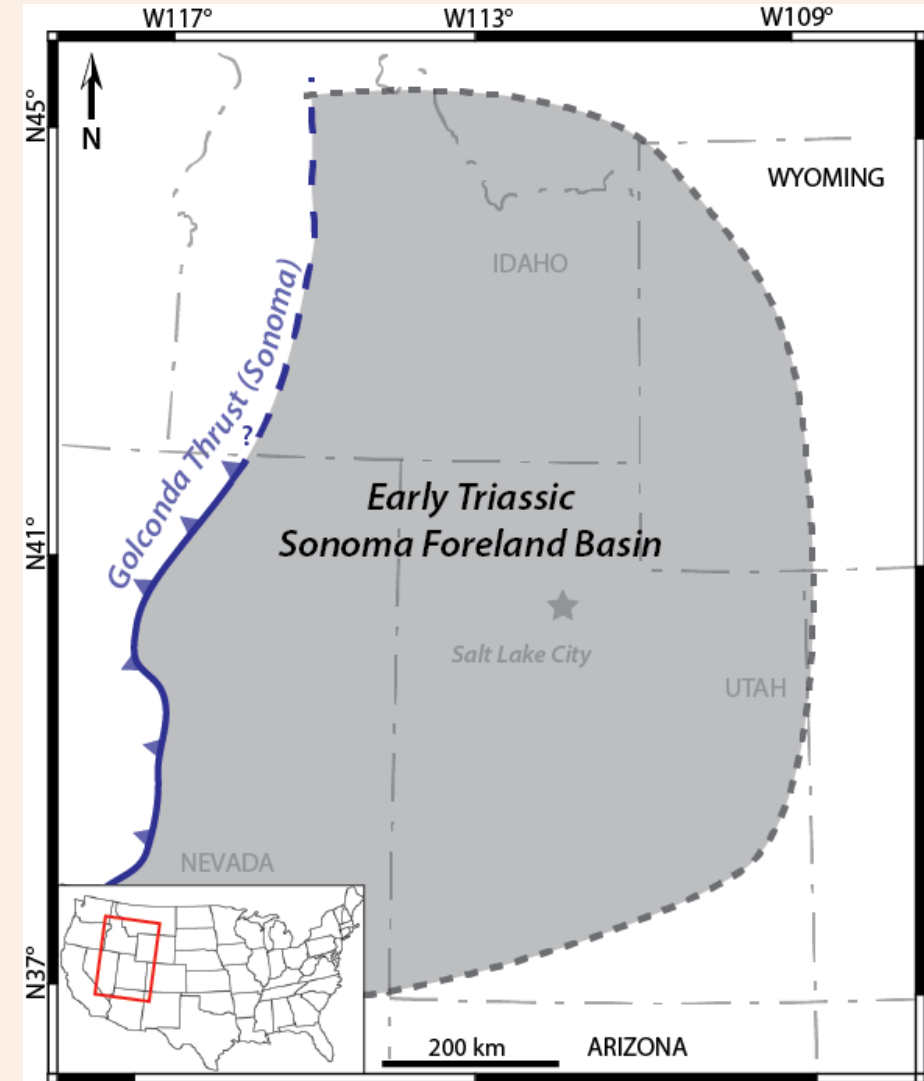 W117°
W113°
W109°
N45°
N
WYOMING
IDAHO
Golconda Thrust (Sonoma)
?
Early Triassic
Sonoma Foreland Basin
N41°
Salt Lake City
UTAH
NEVADA
N37°
200 km
ARIZONA